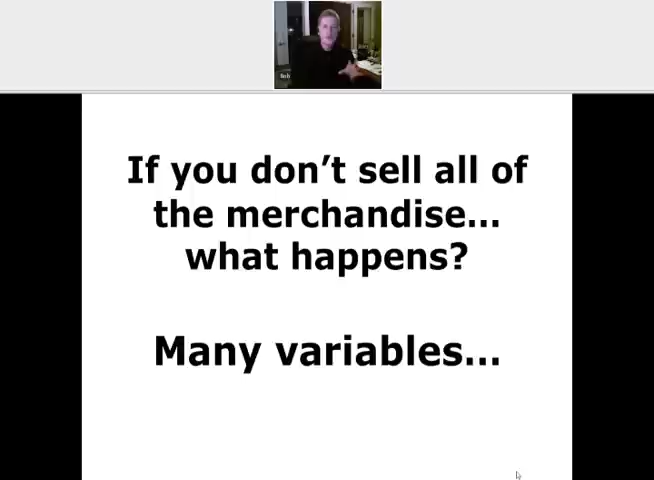 If you don’t sell all of
the merchandise...
what happens?
Many variables...